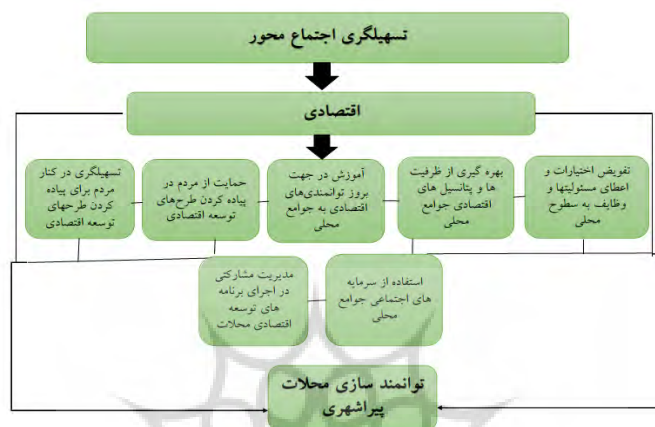 تسهیلگری اجتماع محور
اقتصادی
تفویض اختیارات و
اعطای مسئولیتها و
وظایف به سطوح
محلی
بهره گیری از ظرفیت
ها و پتانسیل های
اقتصادی جوامع
محلی
آموزش در جهت
بروز توانمندی‌های
اقتصادی به جوامع
محلی
حمایت از مردم در
پیاده کردن طرح‌های
توسعه اقتصادی
تسهیلگری در کنار
مردم برای پیاده
کردن طرحهای
توسعه اقتصادی
استفاده از سرمایه
های اجتماعی جوامع
محلی
مدیریت مشارکتی
در اجرای برنامه
های توسعه
اقتصادی محلات
توانمند سازی محلات
پیراشهری